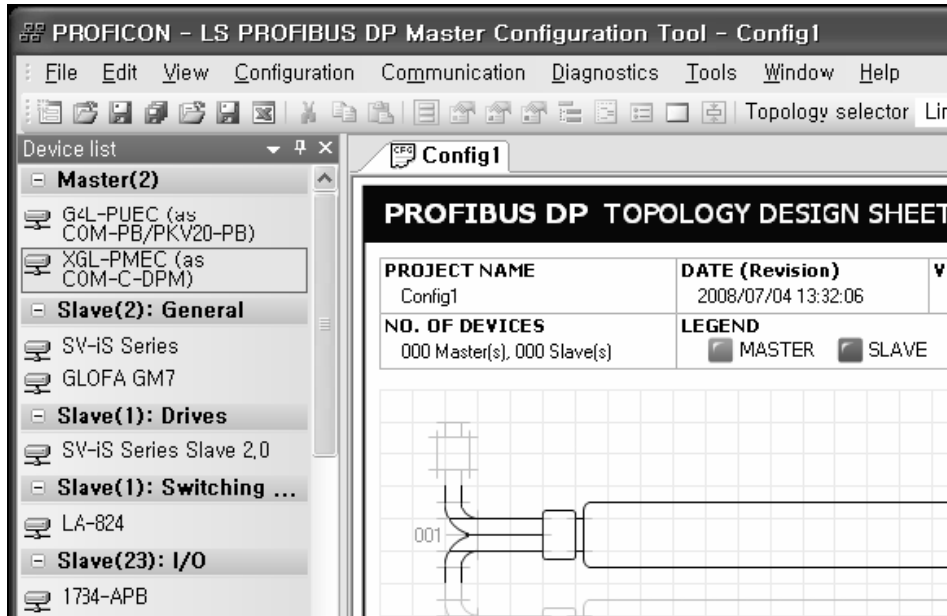 PROFICON - LS PROFIBUS DP Master Configuration Tool - Config1
File Edit View Configuration Communication Diagnostics Tools Window Help
Topology selector
Device list
Config1
Master(2)
G4L-PUEC (as
COM-PB/PKV20-PB)
XGL-PMEC (as
COM-C-DPM)
Slave(2): General
SV-iS Series
GLOFA GM7
Slave(1): Drives
SV-iS Series Slave 2,0
Slave(1): Switching ...
LA-824
Slave(23): I/O
1734-APB
PROFIBUS DP TOPOLOGY DESIGN SHEET
PROJECT NAME
Config1
DATE (Revision)
2008/07/04 13:32:06
V
NO. OF DEVICES
000 Master(s), 000 Slave(s)
LEGEND
MASTER SLAVE
001